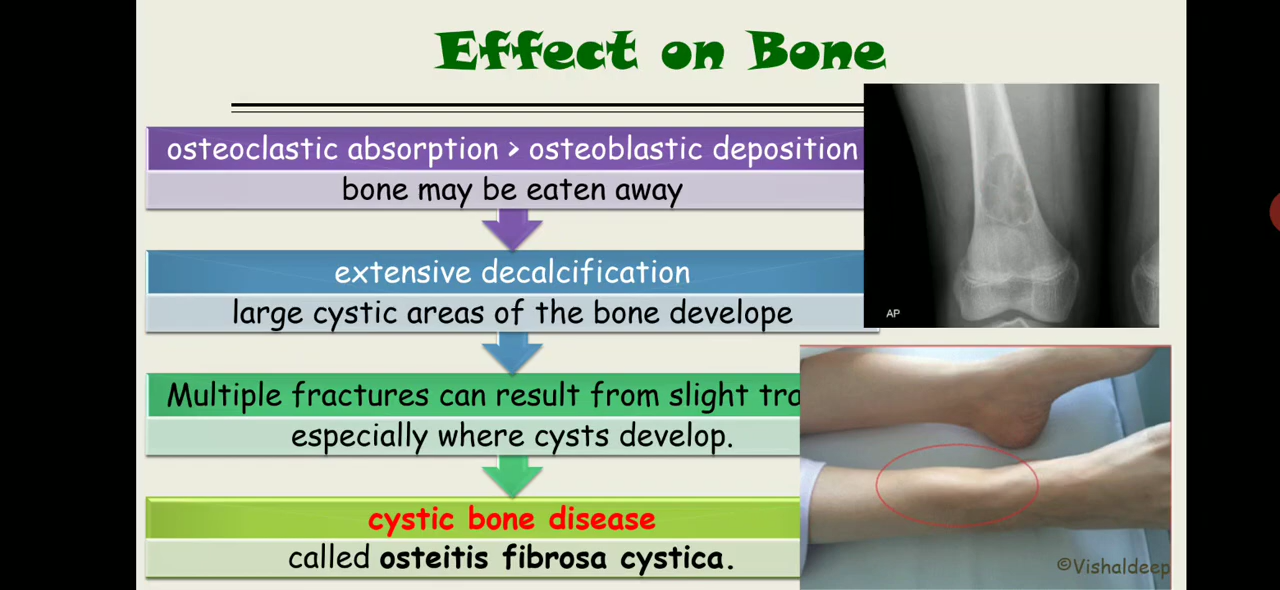 Effect on Bone
osteoclastic absorption > osteoblastic deposition
bone may be eaten away
extensive decalcification
large cystic areas of the bone develope
Multiple fractures can result from slight tra
especially where cysts develop.
cystic bone disease
called osteitis fibrosa cystica.
AP
©Vishaldeep